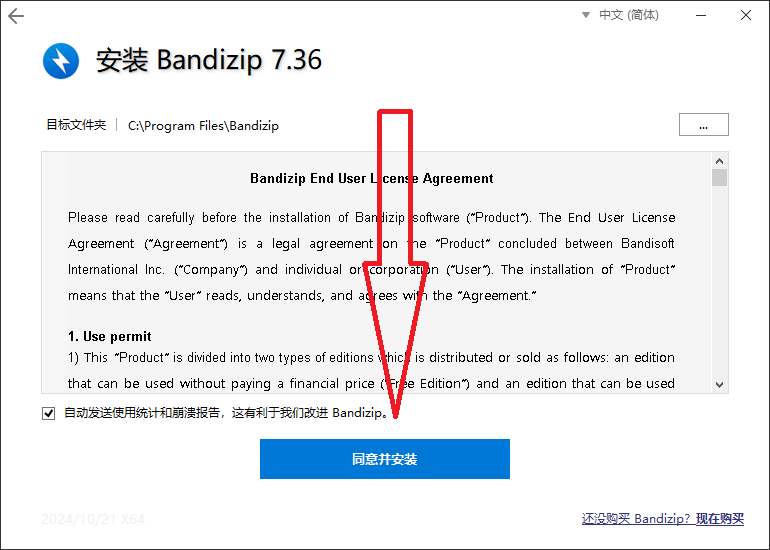 中文 (简体)
安装 Bandizip 7.36
目标文件夹 C:\Program Files\Bandizip ...
Bandizip End User License Agreement
Please read carefully before the installation of Bandizip software (“Product”). The End User License
Agreement (“Agreement”) is a legal agreement on the “Product” concluded between Bandisoft
International Inc. (“Company”) and individual or corporation (“User”). The installation of “Product”
means that the “User” reads, understands, and agrees with the “Agreement.”
1. Use permit
1) This “Product” is divided into two types of editions which is distributed or sold as follows: an edition
that can be used without paying a financial price (“Free Edition”) and an edition that can be used
自动发送使用统计和崩溃报告，这有利于我们改进 Bandizip。
同意并安装
2024/10/21 X64
还没购买 Bandizip? 现在购买